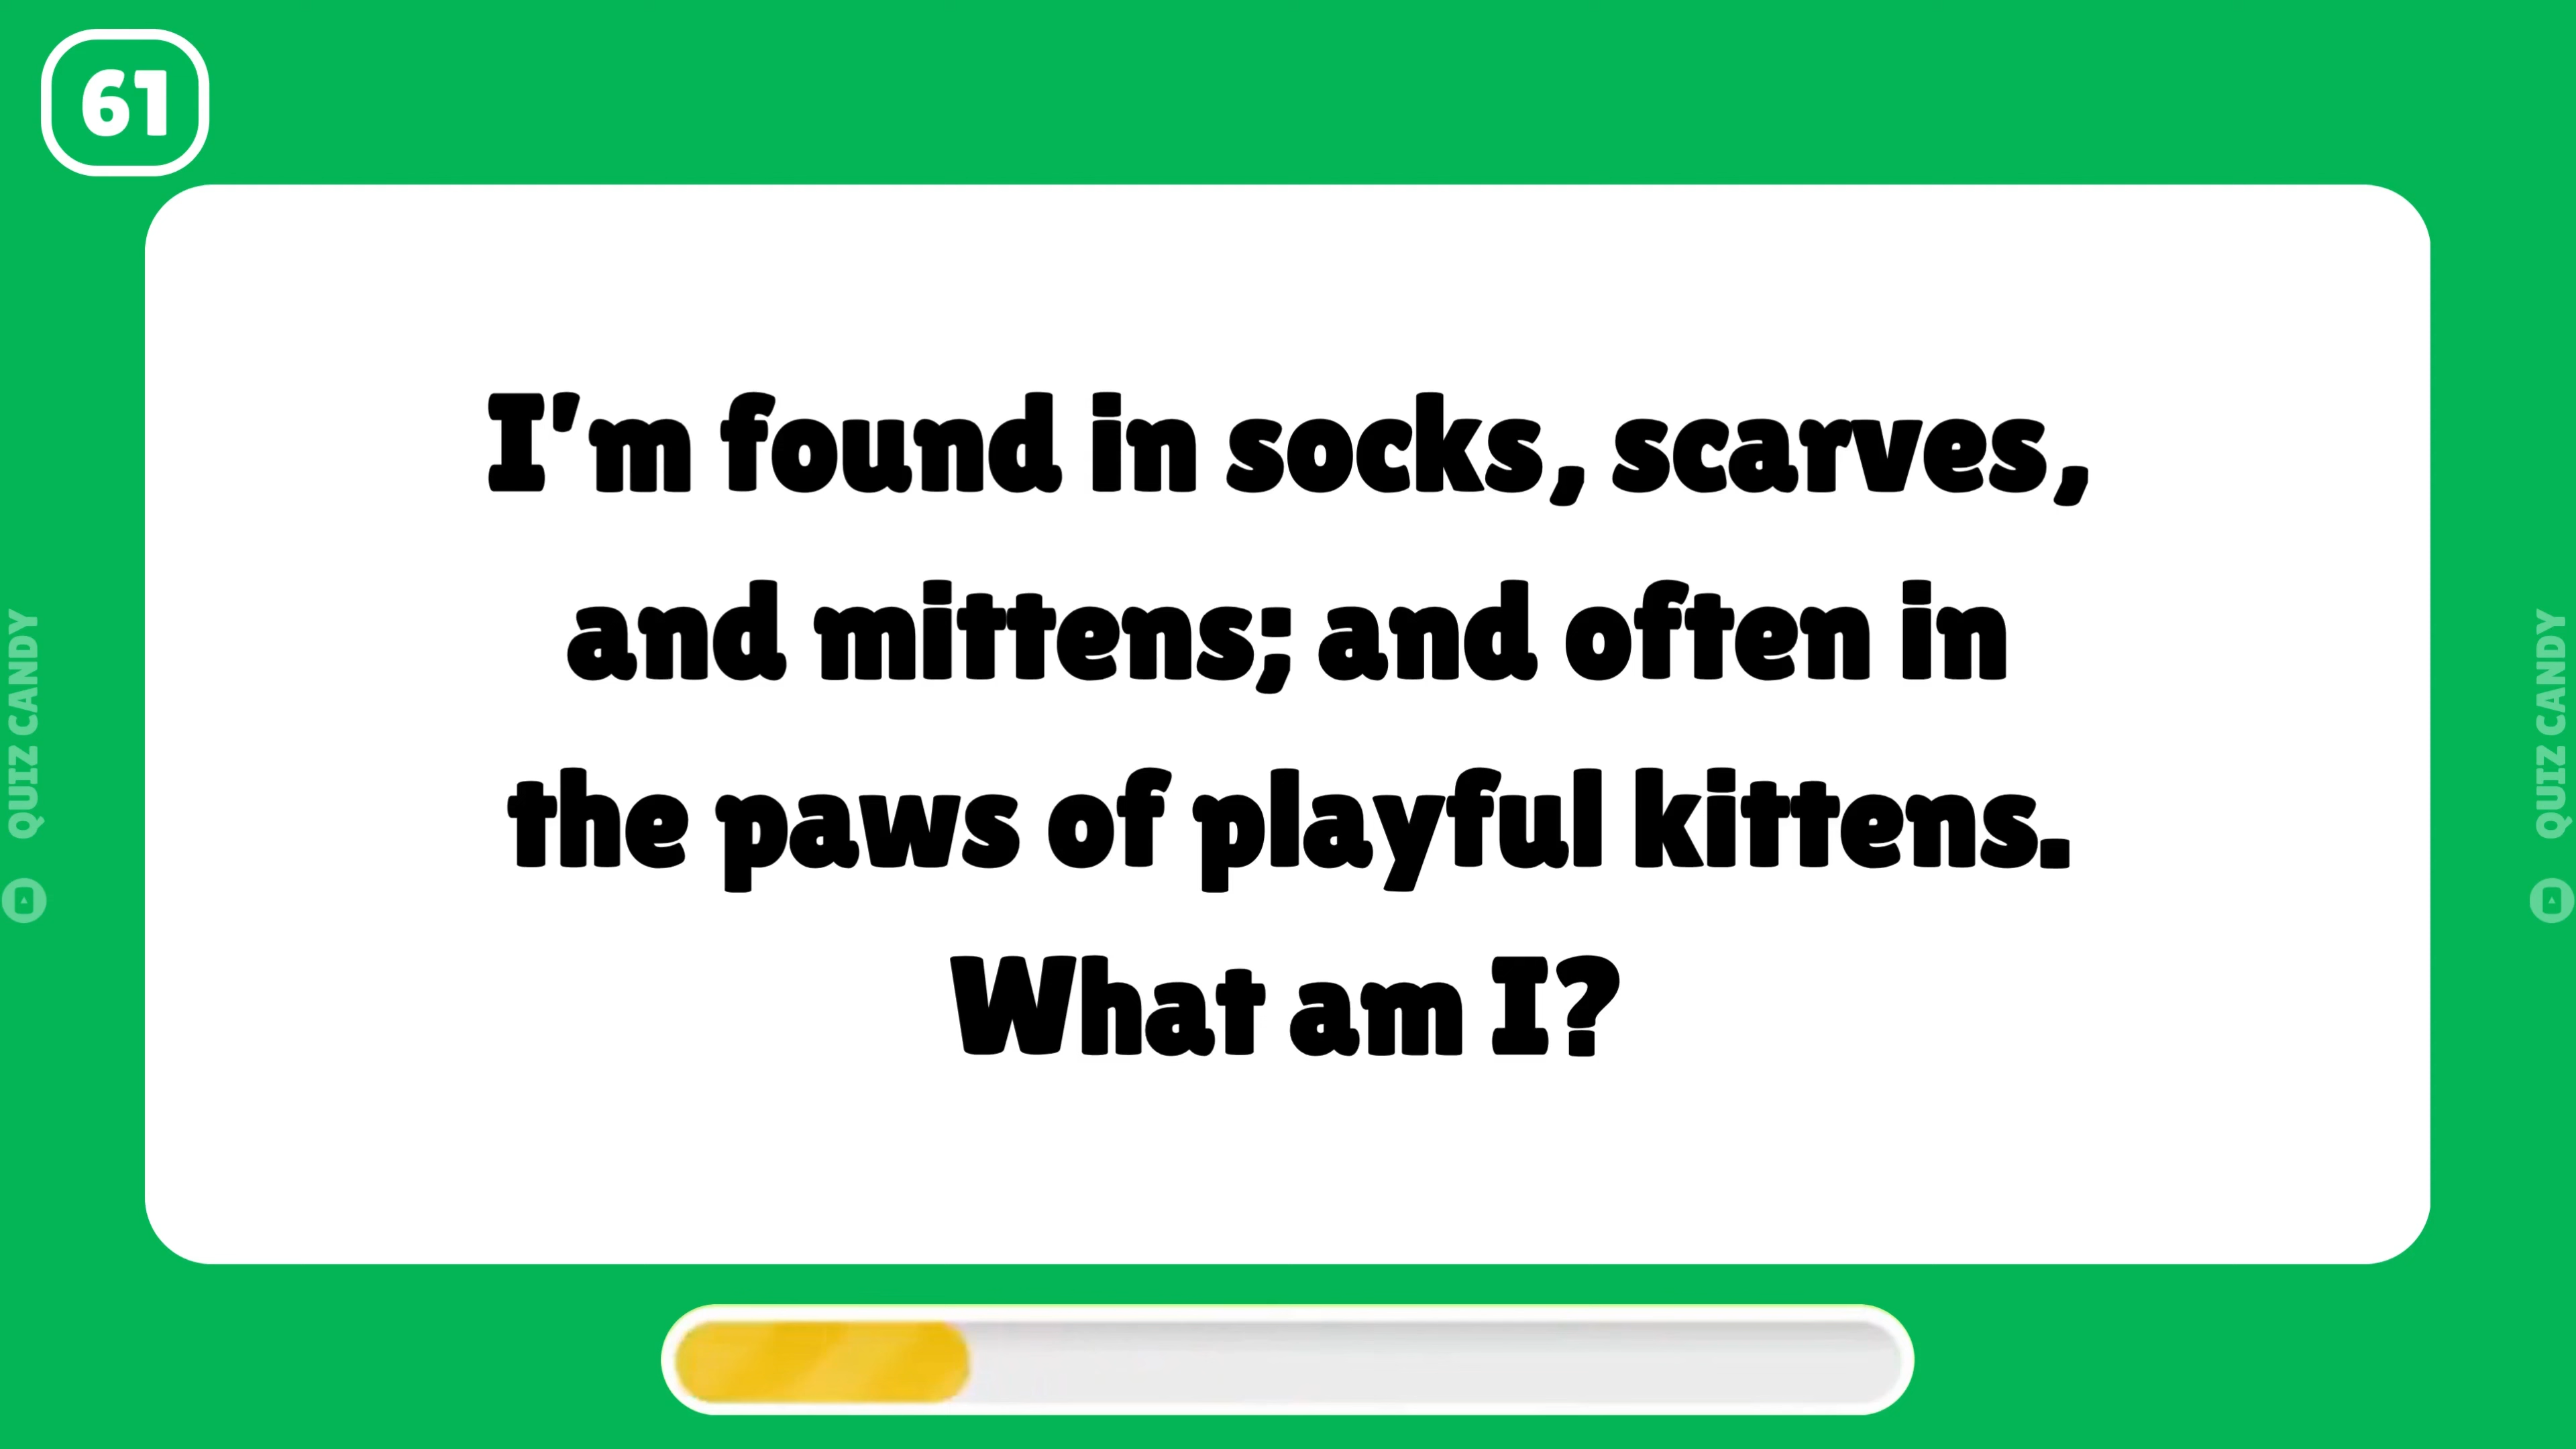 61
I'm found in socks, scarves,
and mittens; and often in
the paws of playful kittens.
What am I?
QUIZ CANDY
QUIZ CANDY